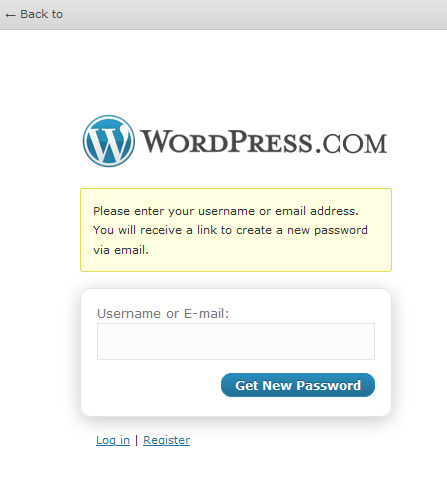 ← Back to
WORDPRESS.COM
Please enter your username or email address.
You will receive a link to create a new password
via email.
Username or E-mail:
Get New Password
Log in | Register